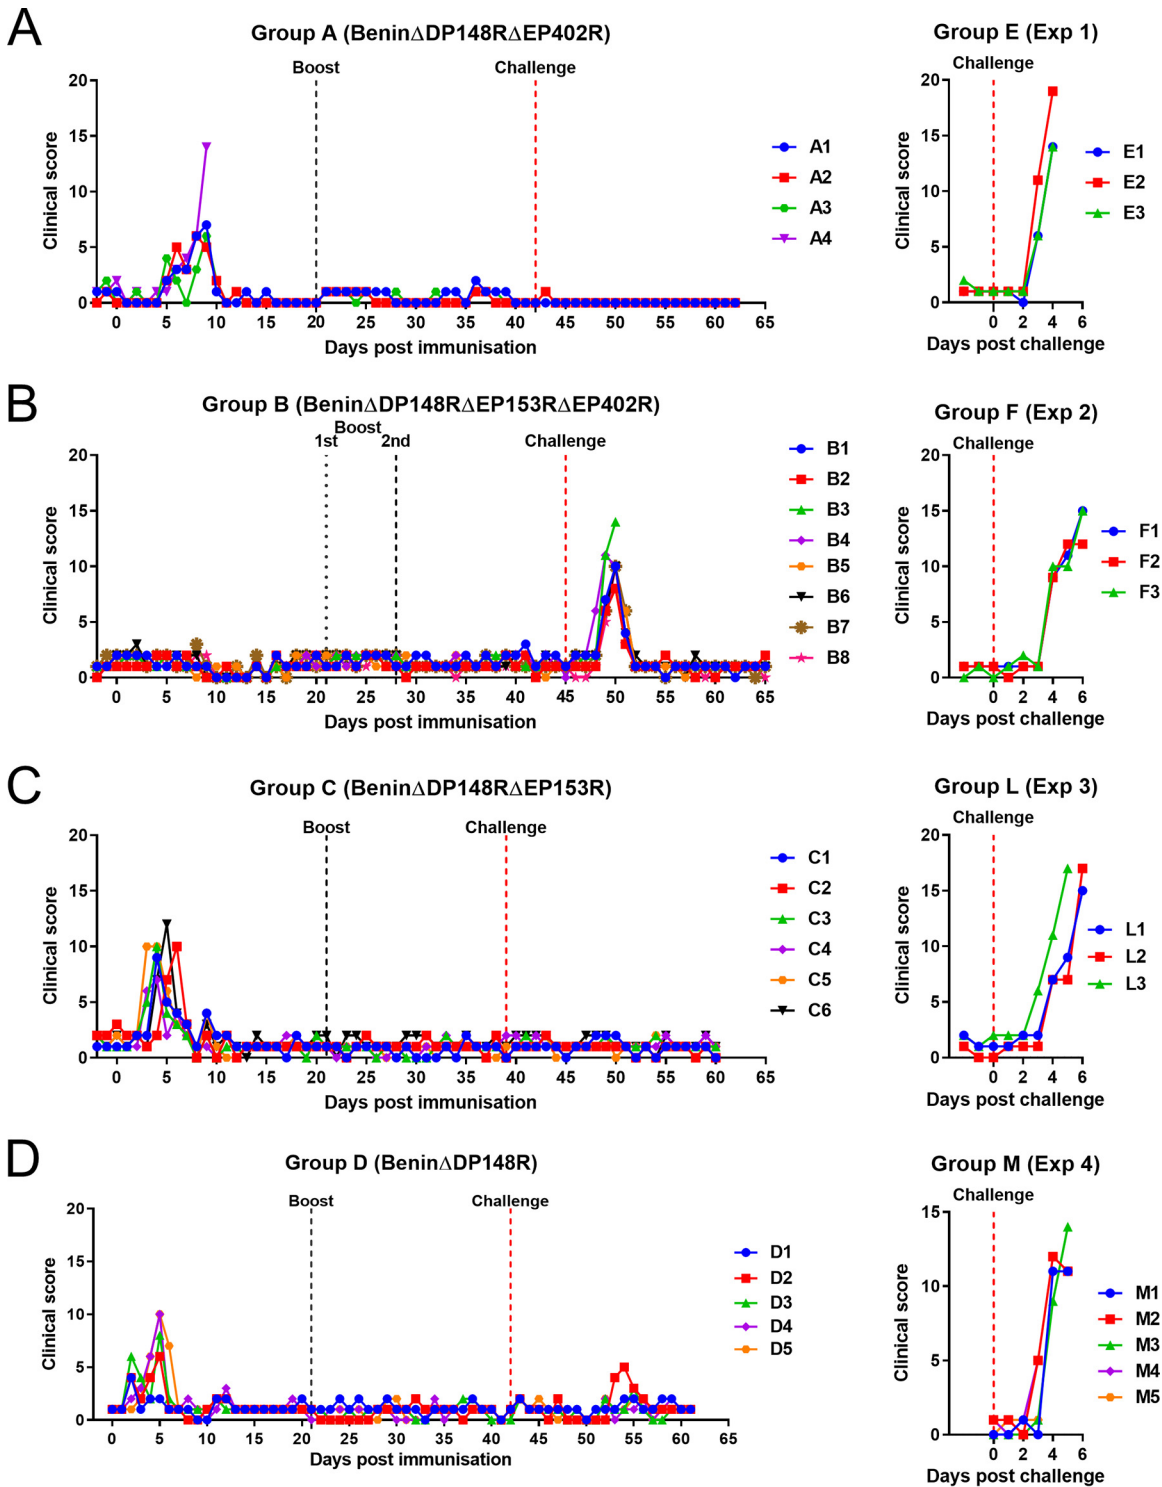 A
Group A (BeninΔDP148RΔEP402R)
Boost
Challenge
Clinical score
20
15
10
5
0
0 5 10 15 20 25 30 35 40 45 50 55 60 65
Days post immunisation
A1
A2
A3
A4
Group E (Exp 1)
Challenge
Clinical score
20
15
10
5
0
0 2 4 6
Days post challenge
E1
E2
E3
B
Group B (BeninΔDP148RΔEP153RΔEP402R)
Boost
1st 2nd
Challenge
Clinical score
20
15
10
5
0
0 5 10 15 20 25 30 35 40 45 50 55 60 65
Days post immunisation
B1
B2
B3
B4
B5
B6
B7
B8
Group F (Exp 2)
Challenge
Clinical score
20
15
10
5
0
0 2 4 6
Days post challenge
F1
F2
F3
C
Group C (BeninΔDP148RΔEP153R)
Boost
Challenge
Clinical score
20
15
10
5
0
0 5 10 15 20 25 30 35 40 45 50 55 60 65
Days post immunisation
C1
C2
C3
C4
C5
C6
Group L (Exp 3)
Challenge
Clinical score
20
15
10
5
0
0 2 4 6
Days post challenge
L1
L2
L3
D
Group D (BeninΔDP148R)
Boost
Challenge
Clinical score
20
15
10
5
0
0 5 10 15 20 25 30 35 40 45 50 55 60 65
Days post immunisation
D1
D2
D3
D4
D5
Group M (Exp 4)
Challenge
Clinical score
15
10
5
0
0 2 4 6
Days post challenge
M1
M2
M3
M4
M5